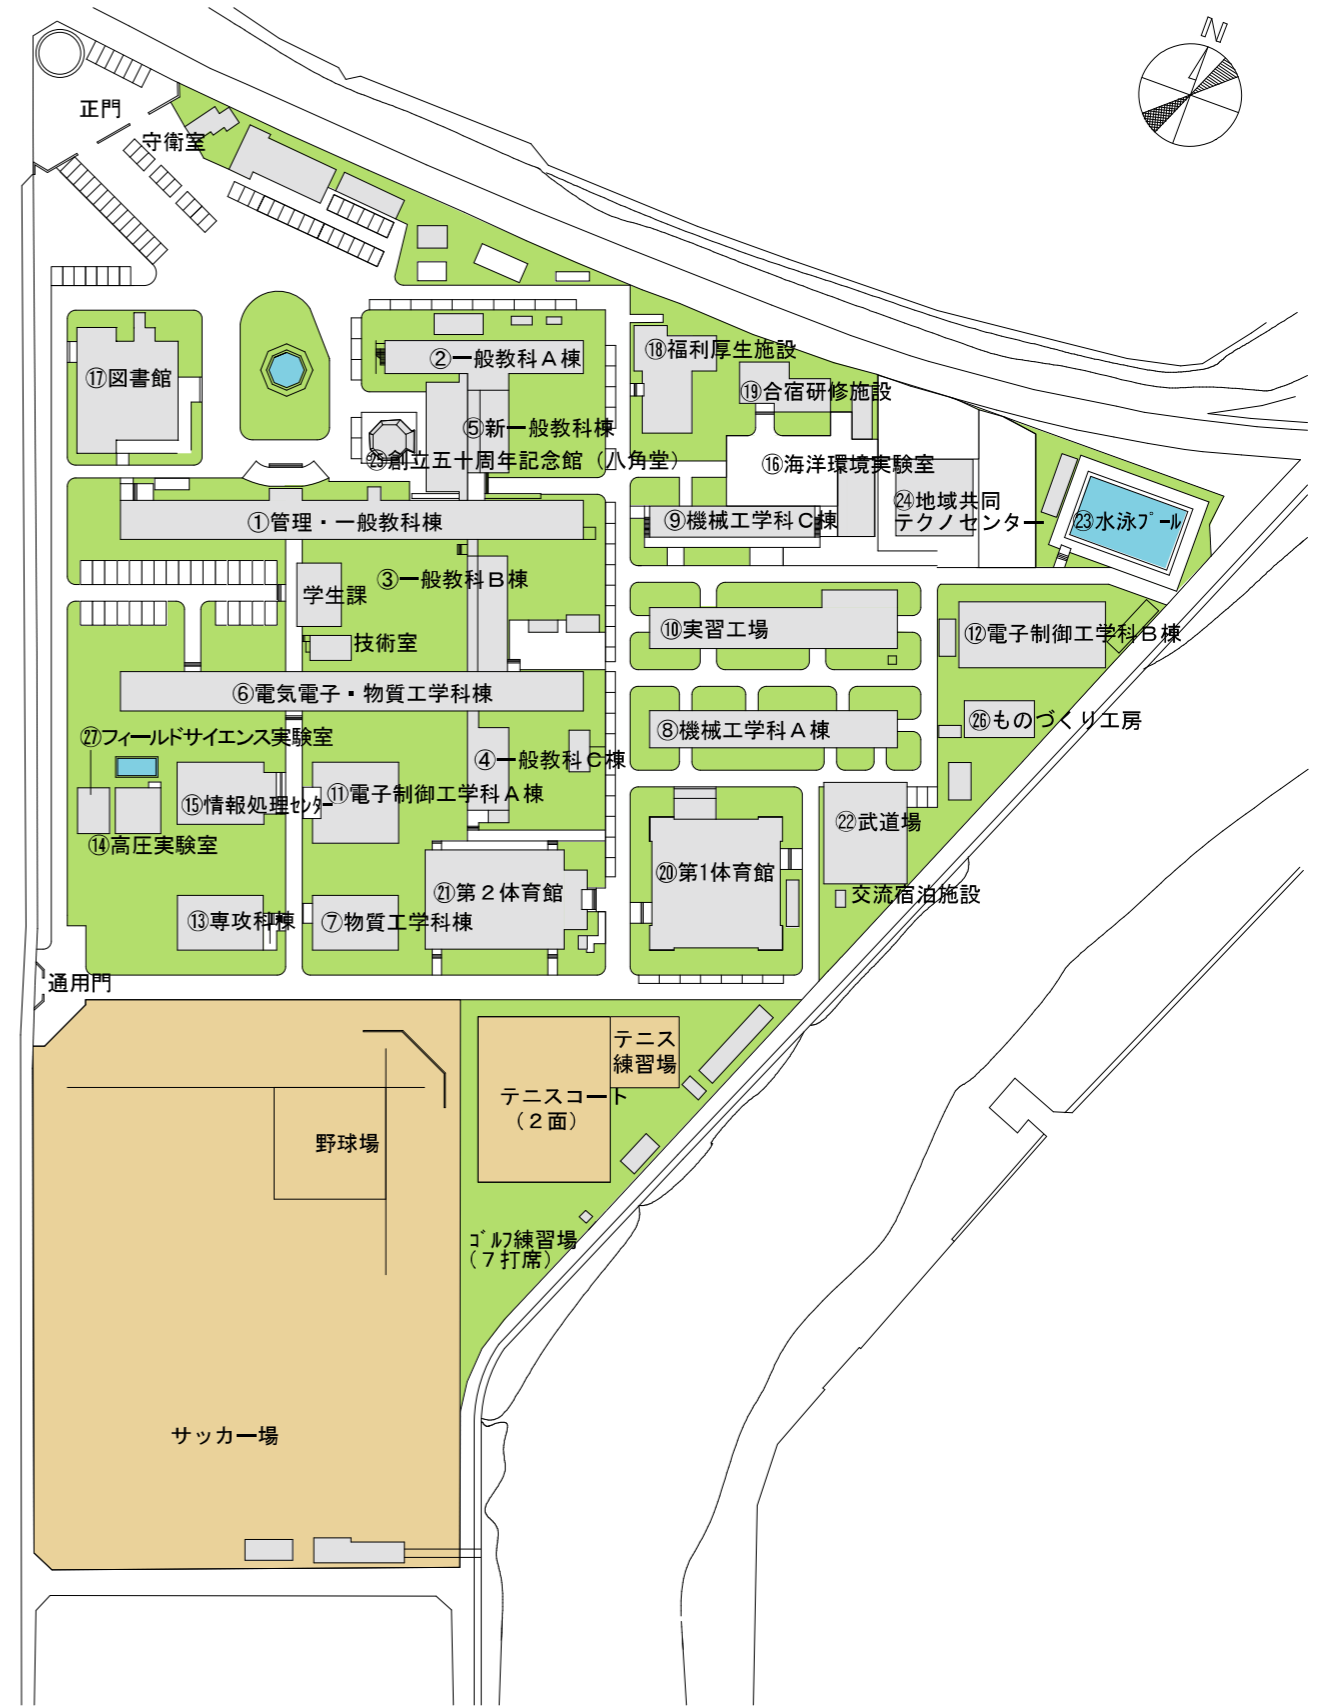 N
正門
守衛室
②一般教科A棟
⑱福利厚生施設
⑰図書館
⑲合宿研修施設
⑤新一般教科棟
㉕創立五十周年記念館(八角堂)
⑯海洋環境実験室
㉔地域共同
テクノセンター
①管理・一般教科棟
⑨機械工学科C棟
㉓水泳プール
③一般教科B棟
学生課
技術室
⑩実習工場
⑫電子制御工学科B棟
⑥電気電子・物質工学科棟
㉖ものづくり工房
⑧機械工学科A棟
㉗フィールドサイエンス実験室
④一般教科C棟
⑪電子制御工学科A棟
⑮情報処理センター
㉒武道場
⑭高圧実験室
⑳第1体育館
㉑第2体育館
交流宿泊施設
⑬専攻科棟
⑦物質工学科棟
通用門
テニス
練習場
テニスコート
(2面)
野球場
ゴルフ練習場
(7打席)
サッカー場